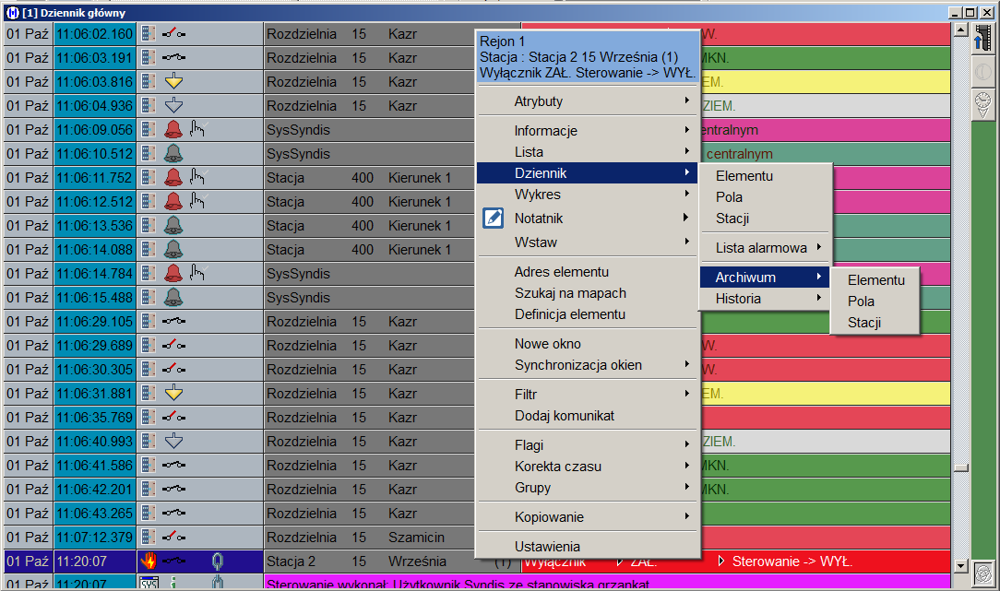 [1] Dziennik główny
01 Paź 11:06:02.160 Rozdzielnia 15 Kazr W.
01 Paź 11:06:03.191 Rozdzielnia 15 Kazr MKN.
01 Paź 11:06:03.816 Rozdzielnia 15 Kazr EM.
01 Paź 11:06:04.936 Rozdzielnia 15 Kazr ZIEM.
01 Paź 11:06:09.056 SysSyndis entralnym
01 Paź 11:06:10.512 SysSyndis centralnym
01 Paź 11:06:11.752 Stacja 400 Kierunek 1
01 Paź 11:06:12.512 Stacja 400 Kierunek 1
01 Paź 11:06:13.536 Stacja 400 Kierunek 1
01 Paź 11:06:14.088 Stacja 400 Kierunek 1
01 Paź 11:06:14.784 SysSyndis
01 Paź 11:06:15.488 SysSyndis
01 Paź 11:06:29.105 Rozdzielnia 15 Kazr
01 Paź 11:06:29.689 Rozdzielnia 15 Kazr W.
01 Paź 11:06:30.305 Rozdzielnia 15 Kazr W.
01 Paź 11:06:31.881 Rozdzielnia 15 Kazr EM.
01 Paź 11:06:35.769 Rozdzielnia 15 Kazr
01 Paź 11:06:40.993 Rozdzielnia 15 Kazr ZIEM.
01 Paź 11:06:41.586 Rozdzielnia 15 Kazr MKN.
01 Paź 11:06:42.201 Rozdzielnia 15 Kazr MKN.
01 Paź 11:06:43.265 Rozdzielnia 15 Kazr
01 Paź 11:07:12.379 Rozdzielnia 15 Szamicin
01 Paź 11:20:07 Stacja 2 15 Września (1) Wyłącznik ZAŁ. Sterowanie -> WYŁ.
01 Paź 11:20:07 SYS Sterowanie wykonał: Użytkownik Syndis ze stanowiska grzankat
Rejon 1
Stacja : Stacja 2 15 Września (1)
Wyłącznik ZAŁ. Sterowanie -> WYŁ.
Atrybuty
Informacje
Lista
Dziennik
Wykres
Notatnik
Wstaw
Adres elementu
Szukaj na mapach
Definicja elementu
Nowe okno
Synchronizacja okien
Filtr
Dodaj komunikat
Flagi
Korekta czasu
Grupy
Kopiowanie
Ustawienia
Elementu
Pola
Stacji
Lista alarmowa
Archiwum
Historia
Elementu
Pola
Stacji